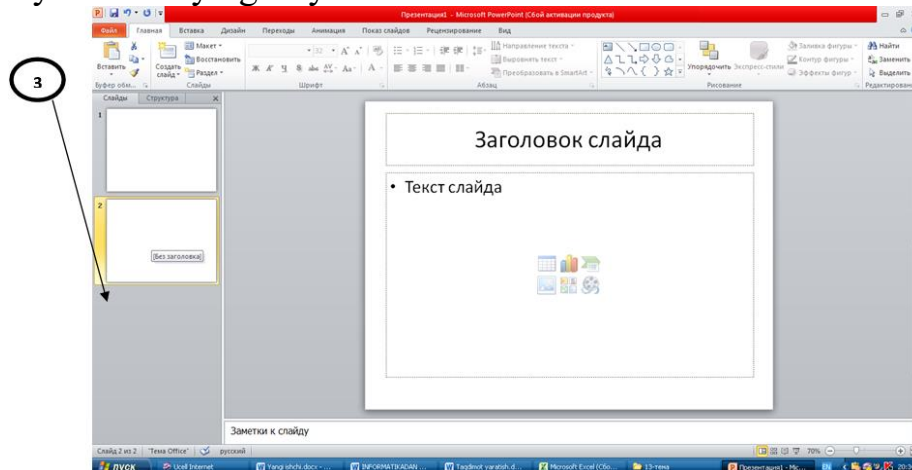 Презентация1 - Microsoft PowerPoint (Сбой активации продукта)
Файл Главная Вставка Дизайн Переходы Анимация Показ слайдов Рецензирование Вид
Вставить
Создать слайд
Макет
Восстановить
Раздел
Направление текста
Выровнять текст
Преобразовать в SmartArt
Упорядочить Экспресс-стили
Заливка фигуры
Контур фигуры
Эффекты фигур
Найти
Заменить
Выделить
Буфер обм... Слайды Шрифт Абзац Рисование Редактирован
3
Слайды Структура
1
2
[Без заголовка]
Заголовок слайда
• Текст слайда
Заметки к слайду
Слайд 2 из 2 "Тема Office" русский 70%
пуск Ucell Internet Yangi ishchi.docx - ... INFORMATIKADAN ... Taqdimot yaratish.d... Microsoft Excel (Сбо... 13-тема Презентация1 - Mic... EN